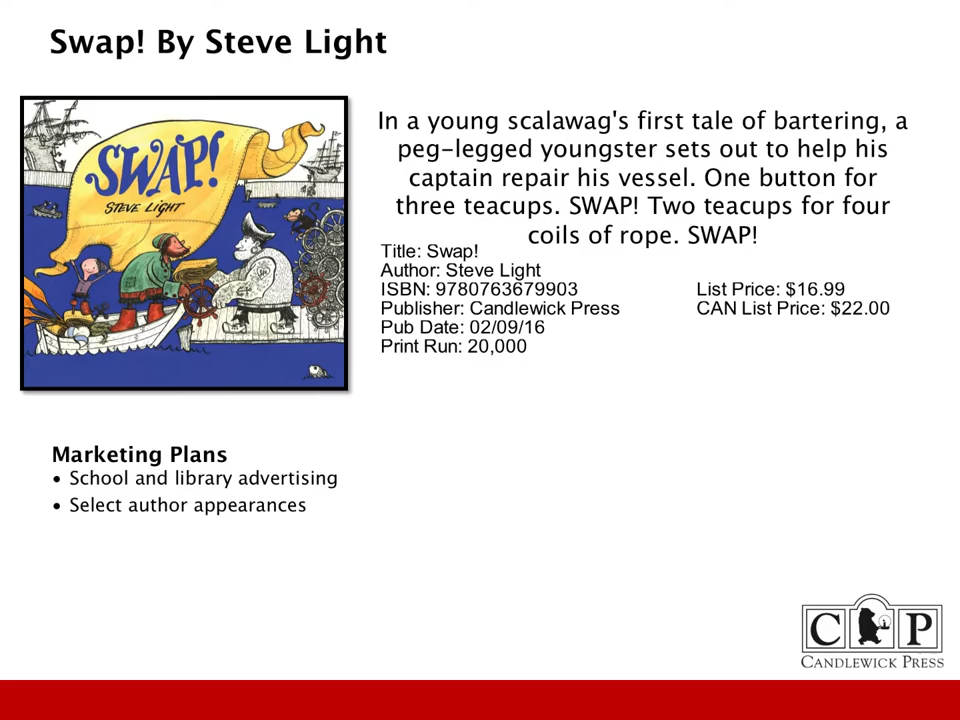 Swap! By Steve Light
SWAP!
STEVE LIGHT
In a young scalawag's first tale of bartering, a
peg-legged youngster sets out to help his
captain repair his vessel. One button for
three teacups. SWAP! Two teacups for four
coils of rope. SWAP!
Title: Swap!
Author: Steve Light
ISBN: 9780763679903
List Price: $16.99
Publisher: Candlewick Press
CAN List Price: $22.00
Pub Date: 02/09/16
Print Run: 20,000
Marketing Plans
• School and library advertising
• Select author appearances
C P
CANDLEWICK PRESS